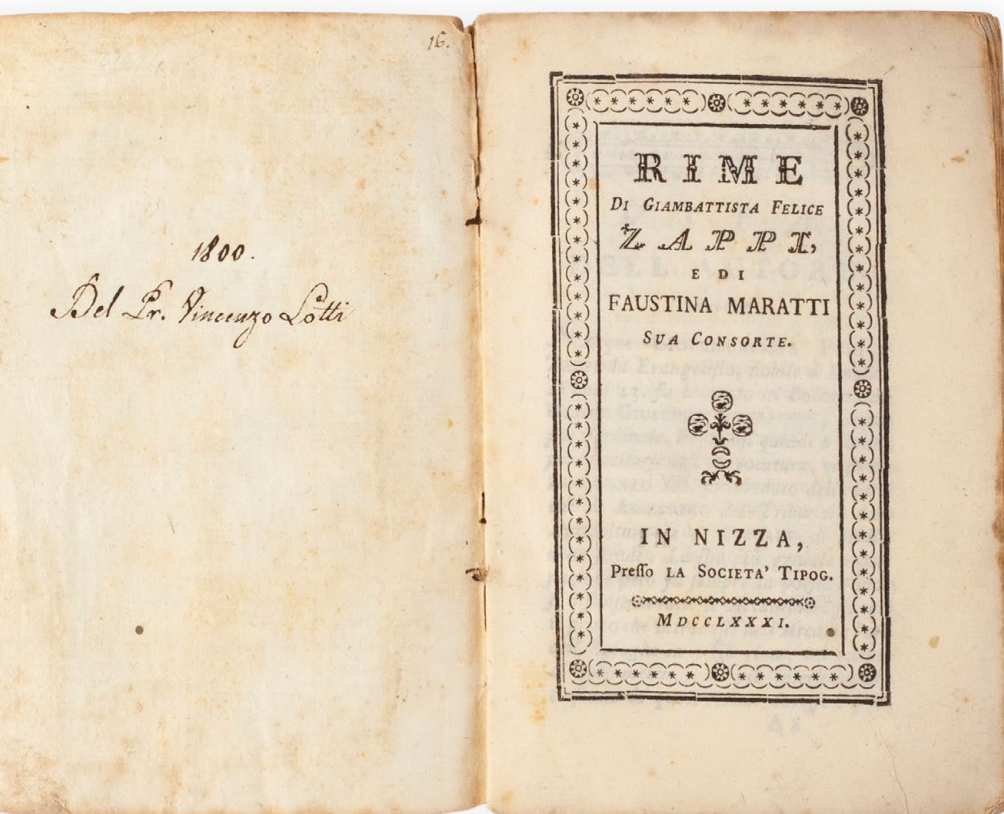 16.
1800.
Del Pr. Vincenzo Lotti
RIME
DI GIAMBATTISTA FELICE
ZAPPI,
E DI
FAUSTINA MARATTI
SUA CONSORTE.
IN NIZZA,
Preſſo LA SOCIETA' TIPOG.
MDCCLXXXI.